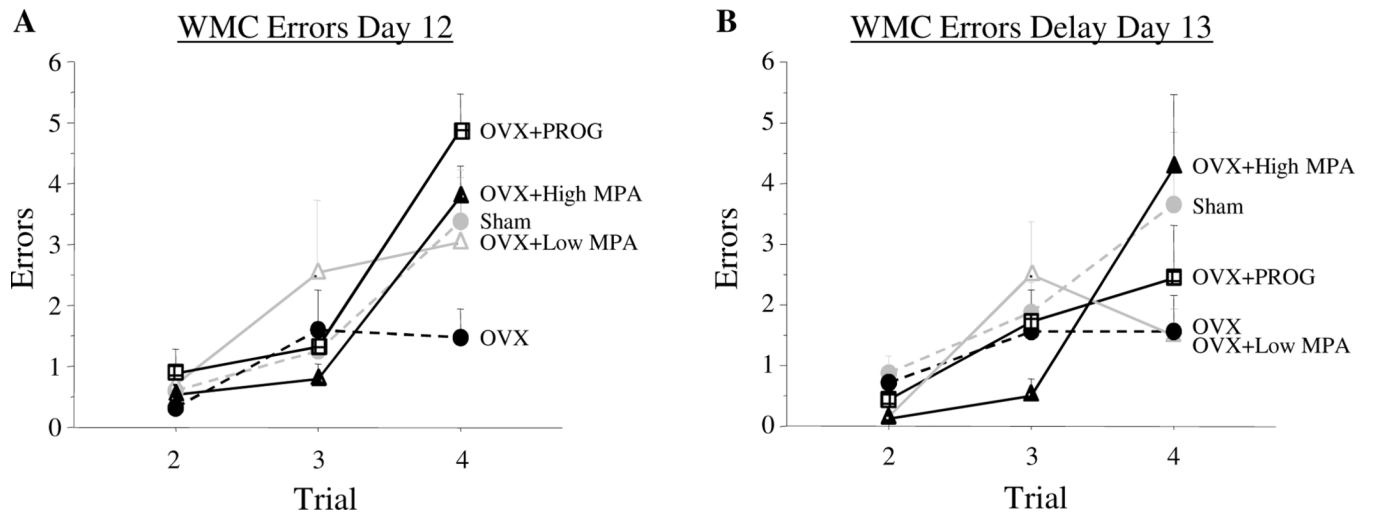 A
WMC Errors Day 12
6
5
4
3
2
1
0
Errors
2
3
4
Trial
OVX+PROG
OVX+High MPA
Sham
OVX+Low MPA
OVX
B
WMC Errors Delay Day 13
6
5
4
3
2
1
0
Errors
2
3
4
Trial
OVX+High MPA
Sham
OVX+PROG
OVX
OVX+Low MPA